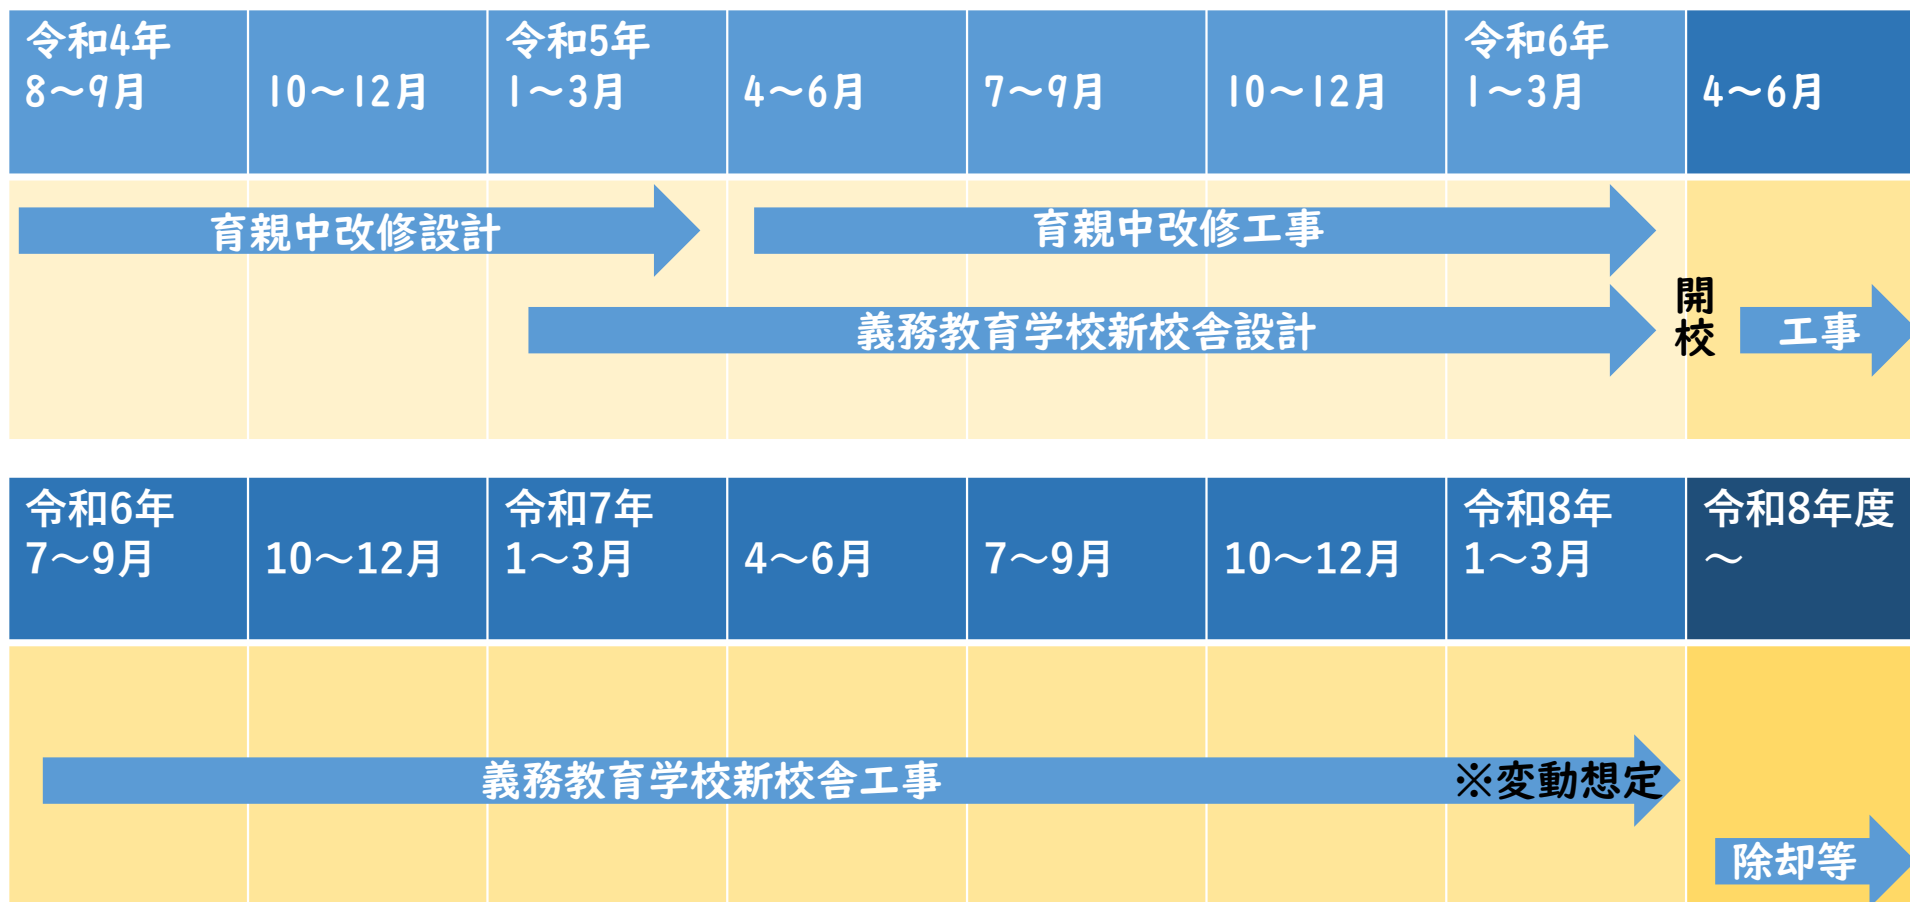 令和4年
8～9月
10～12月
令和5年
1～3月
4～6月
7～9月
10～12月
令和6年
1～3月
4～6月
育親中改修設計
育親中改修工事
義務教育学校新校舎設計
開校
工事
令和6年
7～9月
10～12月
令和7年
1～3月
4～6月
7～9月
10～12月
令和8年
1～3月
令和8年度
～
義務教育学校新校舎工事
※変動想定
除却等